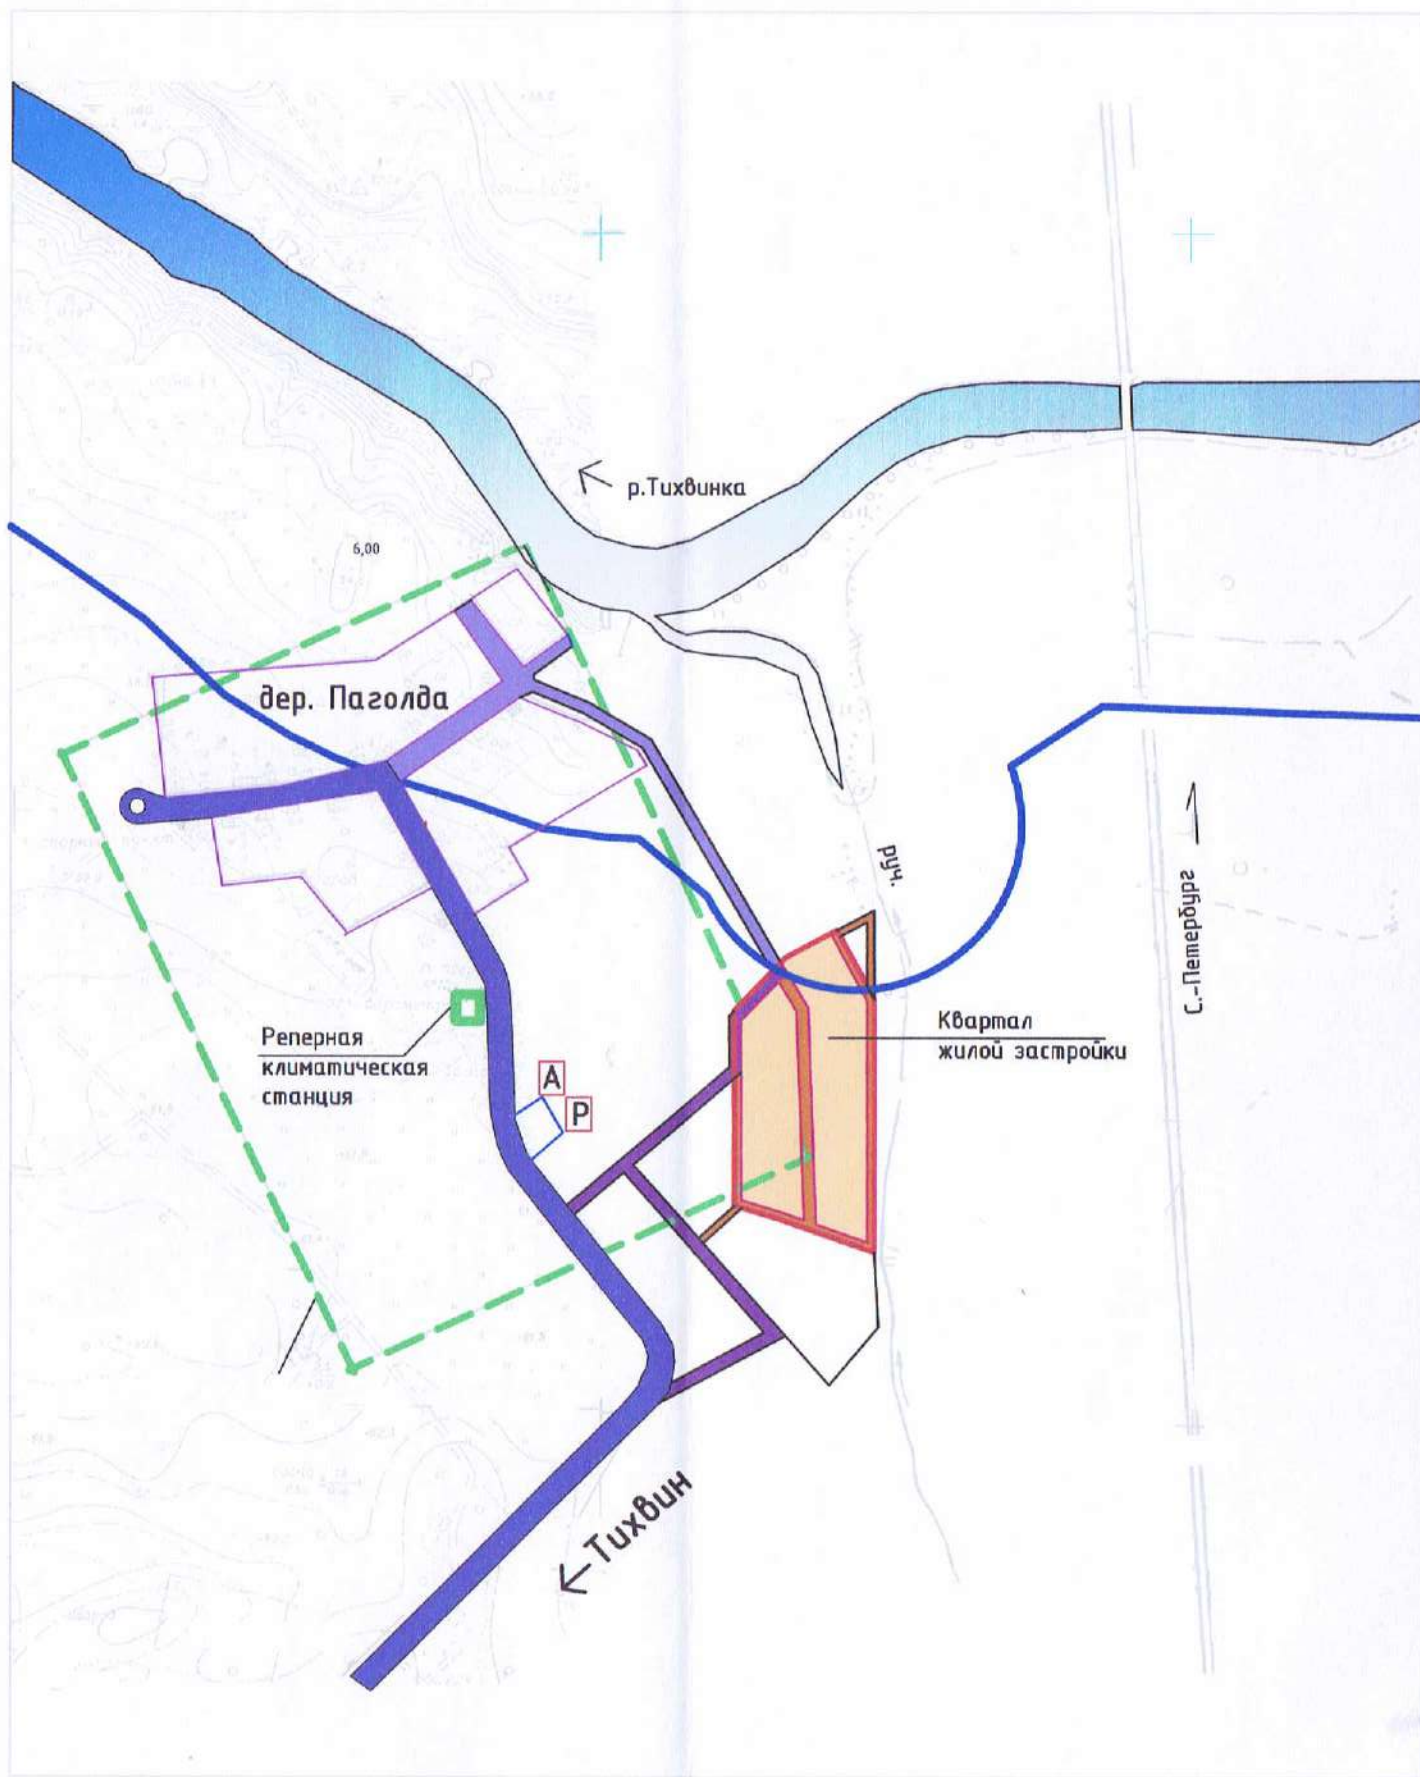 р.Тихвинка
6,00
дер. Паголда
руч.
С.-Петербург
Реперная
климатическая
станция
А
Р
Квартал
жилой застройки
Тихвин